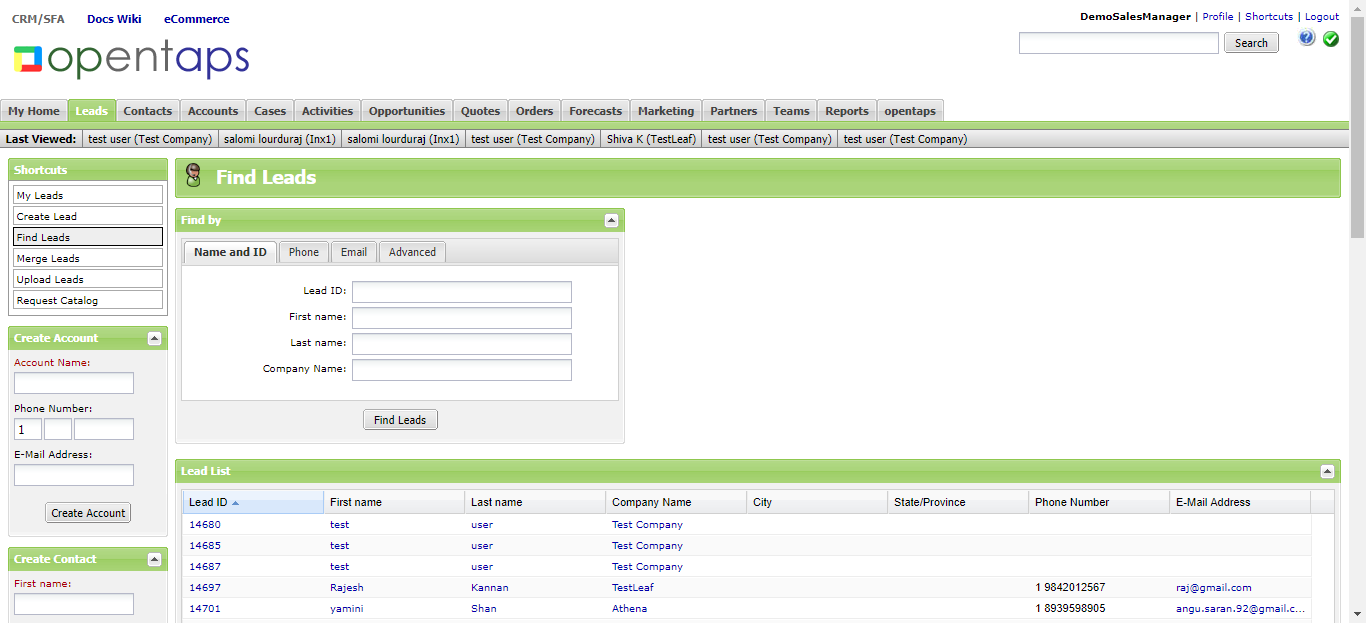 CRM/SFA Docs Wiki eCommerce
DemoSalesManager | Profile | Shortcuts | Logout
opentaps
Search
?
My Home Leads Contacts Accounts Cases Activities Opportunities Quotes Orders Forecasts Marketing Partners Teams Reports opentaps
Last Viewed: test user (Test Company) salomi lourduraj (Inx1) salomi lourduraj (Inx1) test user (Test Company) Shiva K (TestLeaf) test user (Test Company) test user (Test Company)
Shortcuts
My Leads
Create Lead
Find Leads
Merge Leads
Upload Leads
Request Catalog
Create Account
Account Name:
Phone Number:
1
E-Mail Address:
Create Account
Create Contact
First name:
Find Leads
Find by
Name and ID Phone Email Advanced
Lead ID:
First name:
Last name:
Company Name:
Find Leads
Lead List
Lead ID First name Last name Company Name City State/Province Phone Number E-Mail Address
14680 test user Test Company
14685 test user Test Company
14687 test user Test Company
14697 Rajesh Kannan TestLeaf 1 9842012567 raj@gmail.com
14701 yamini Shan Athena 1 8939598905 angu.saran.92@gmail.c...